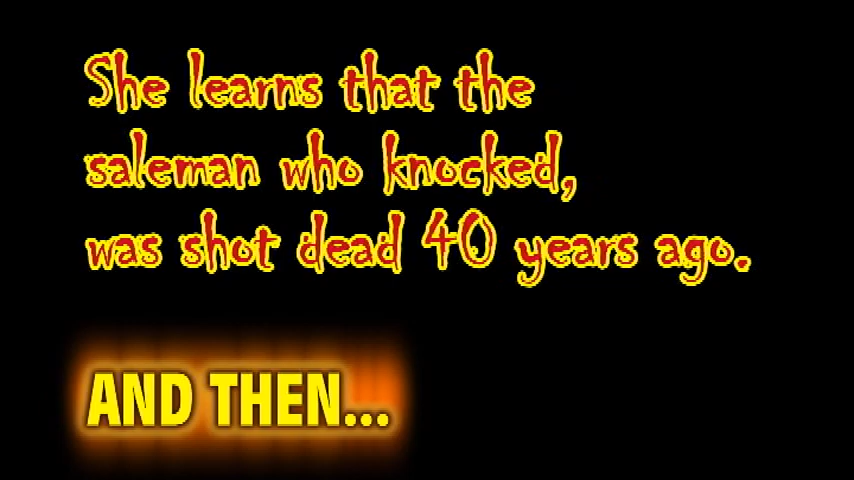 She learns that the
saleman who knocked,
was shot dead 40 years ago.
AND THEN...